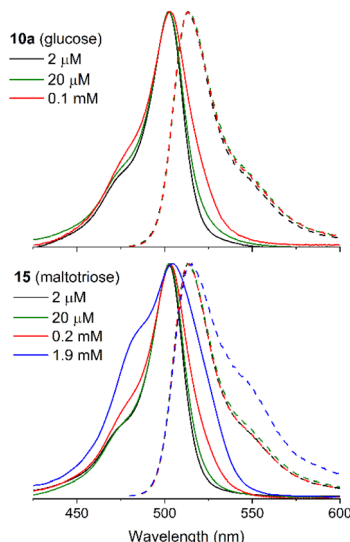 10a (glucose)
2 µM
20 µM
0.1 mM
15 (maltotriose)
2 µM
20 µM
0.2 mM
1.9 mM
450 500 550 600
Wavelength (nm)